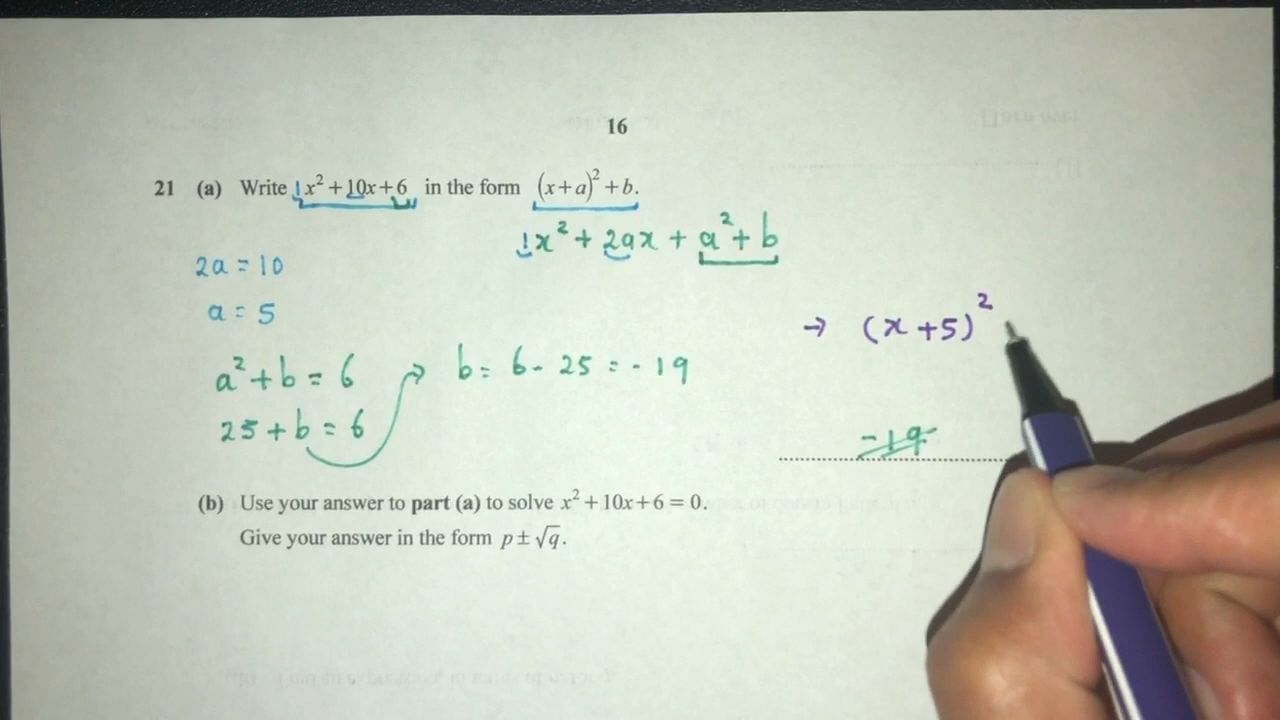 16
21 (a) Write 1x² + 10x + 6 in the form (x + a)² + b.
1x² + 2ax + a² + b
2a = 10
a = 5
→ (x + 5)²
a² + b = 6
b = 6 - 25 = -19
25 + b = 6
-19
(b) Use your answer to part (a) to solve x² + 10x + 6 = 0.
Give your answer in the form p ± √q.